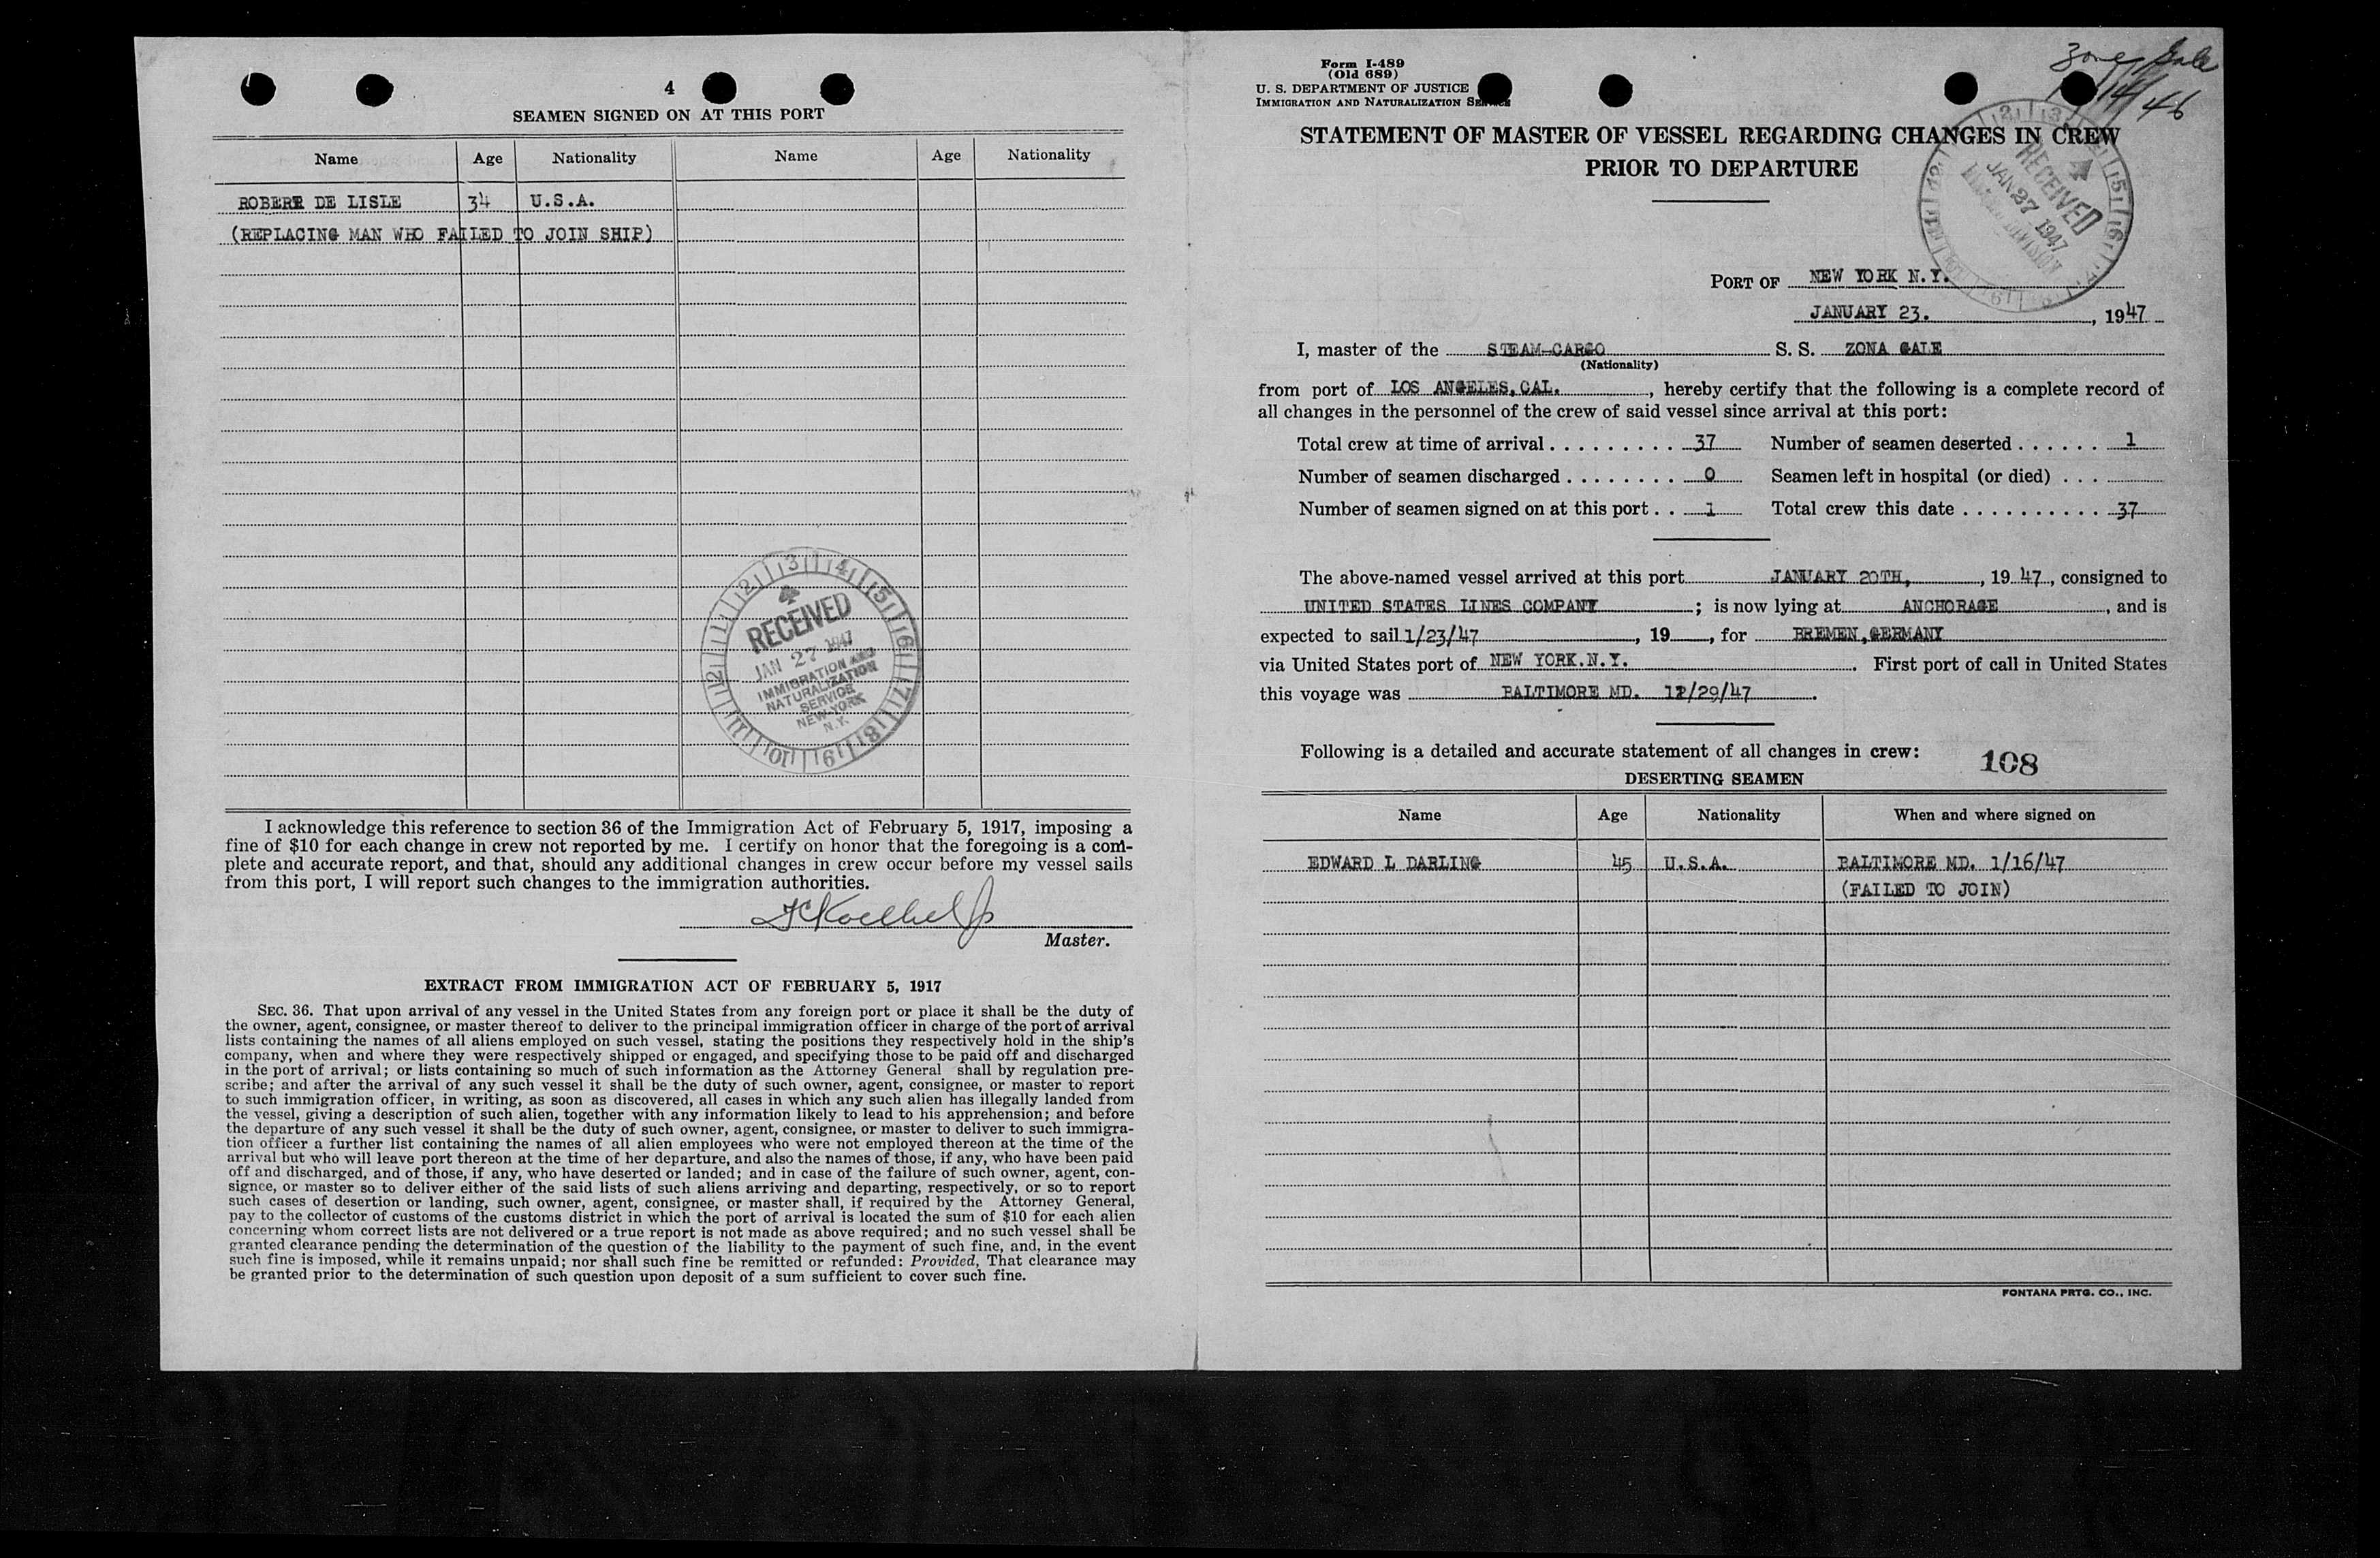 4
SEAMEN SIGNED ON AT THIS PORT
Name Age Nationality Name Age Nationality
ROBERT DE LISLE 34 U.S.A.
(REPLACING MAN WHO FAILED TO JOIN SHIP)
RECEIVED
JAN 27 1947
IMMIGRATION AND
NATURALIZATION
SERVICE
NEW YORK
N.Y.
I acknowledge this reference to section 36 of the Immigration Act of February 5, 1917, imposing a
fine of $10 for each change in crew not reported by me. I certify on honor that the foregoing is a com-
plete and accurate report, and that, should any additional changes in crew occur before my vessel sails
from this port, I will report such changes to the immigration authorities.
Master.
EXTRACT FROM IMMIGRATION ACT OF FEBRUARY 5, 1917
SEC. 36. That upon arrival of any vessel in the United States from any foreign port or place it shall be the duty of
the owner, agent, consignee, or master thereof to deliver to the principal immigration officer in charge of the port of arrival
lists containing the names of all aliens employed on such vessel, stating the positions they respectively hold in the ship's
company, when and where they were respectively shipped or engaged, and specifying those to be paid off and discharged
in the port of arrival; or lists containing so much of such information as the Attorney General shall by regulation pre-
scribe; and after the arrival of any such vessel it shall be the duty of such owner, agent, consignee, or master to report
to such immigration officer, in writing, as soon as discovered, all cases in which any such alien has illegally landed from
the vessel, giving a description of such alien, together with any information likely to lead to his apprehension; and before
the departure of any such vessel it shall be the duty of such owner, agent, consignee, or master to deliver to such immigra-
tion officer a further list containing the names of all alien employees who were not employed thereon at the time of the
arrival but who will leave port thereon at the time of her departure, and also the names of those, if any, who have been paid
off and discharged, and of those, if any, who have deserted or landed; and in case of the failure of such owner, agent, con-
signee, or master so to deliver either of the said lists of such aliens arriving and departing, respectively, or so to report
such cases of desertion or landing, such owner, agent, consignee, or master shall, if required by the Attorney General,
pay to the collector of customs of the customs district in which the port of arrival is located the sum of $10 for each alien
concerning whom correct lists are not delivered or a true report is not made as above required; and no such vessel shall be
granted clearance pending the determination of the question of the liability to the payment of such fine, and, in the event
such fine is imposed, while it remains unpaid; nor shall such fine be remitted or refunded: Provided, That clearance may
be granted prior to the determination of such question upon deposit of a sum sufficient to cover such fine.
Form I-489
(Old 689)
U. S. DEPARTMENT OF JUSTICE
IMMIGRATION AND NATURALIZATION SERVICE
Gale
46
STATEMENT OF MASTER OF VESSEL REGARDING CHANGES IN CREW
PRIOR TO DEPARTURE
RECEIVED
JAN 27 1947
DIVISION
PORT OF NEW YORK N.Y.
JANUARY 23. , 1947
I, master of the STEAM-CARGO S. S. ZONA GALE
(Nationality)
from port of LOS ANGELES, CAL. , hereby certify that the following is a complete record of
all changes in the personnel of the crew of said vessel since arrival at this port:
Total crew at time of arrival . . . . . . . . . . 37 Number of seamen deserted . . . . . . 1
Number of seamen discharged . . . . . . . . 0 Seamen left in hospital (or died) . . .
Number of seamen signed on at this port . . 1 Total crew this date . . . . . . . . . . . 37
The above-named vessel arrived at this port JANUARY 20TH, , 19 47 , consigned to
UNITED STATES LINES COMPANY ; is now lying at ANCHORAGE , and is
expected to sail 1/23/47 , 19 , for BREMEN, GERMANY
via United States port of NEW YORK.N.Y. . First port of call in United States
this voyage was BALTIMORE MD. 12/29/47 .
Following is a detailed and accurate statement of all changes in crew:
108
DESERTING SEAMEN
Name Age Nationality When and where signed on
EDWARD L DARLING 45 U.S.A. BALTIMORE MD. 1/16/47
(FAILED TO JOIN)
FONTANA PRTG. CO., INC.